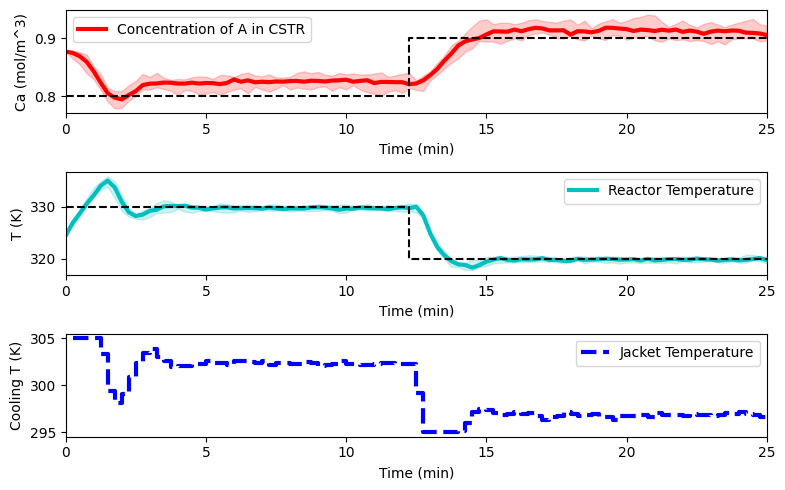 Ca (mol/m^3)
0.9
0.8
Concentration of A in CSTR
0 5 10 15 20 25
Time (min)
T (K)
330
320
Reactor Temperature
0 5 10 15 20 25
Time (min)
Cooling T (K)
305
300
295
Jacket Temperature
0 5 10 15 20 25
Time (min)